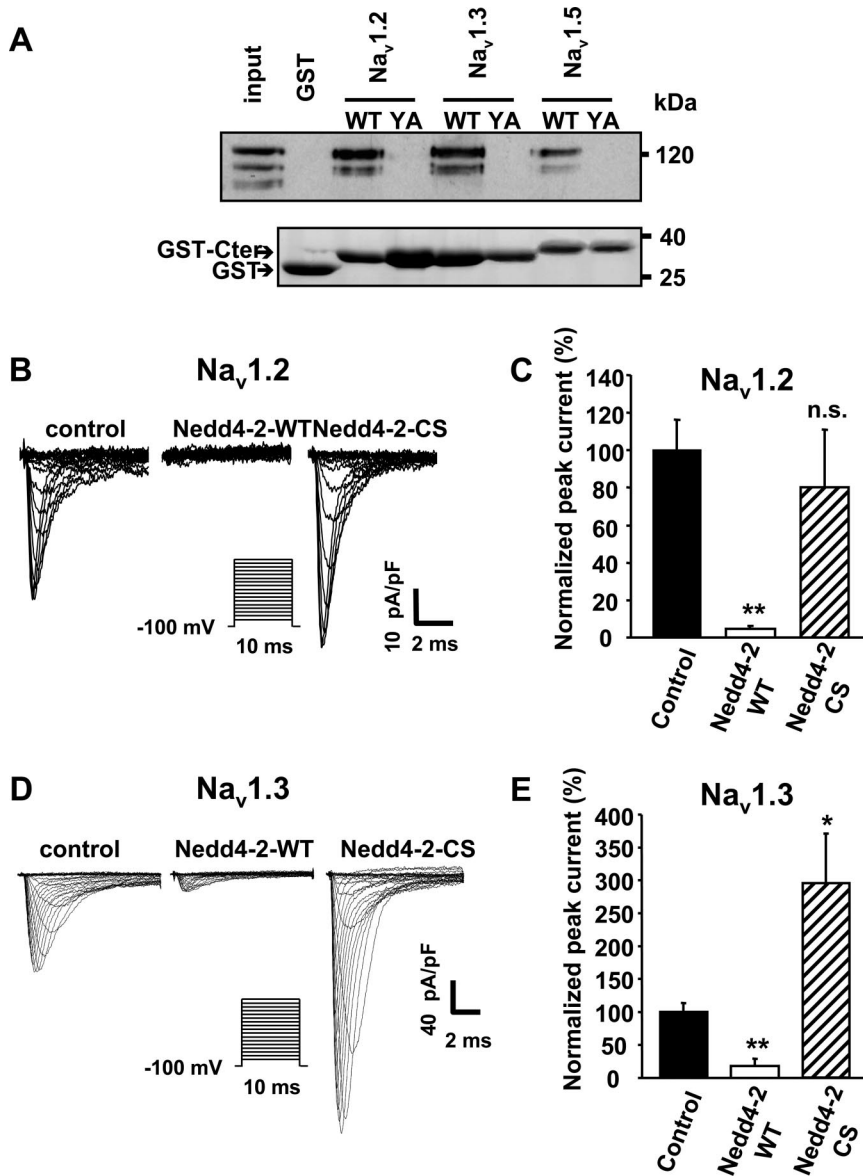 A
input
GST
Nav1.2
Nav1.3
Nav1.5
kDa
WT YA WT YA WT YA
120
GST-Cter
GST
40
25
B
Nav1.2
control Nedd4-2-WT Nedd4-2-CS
-100 mV
10 ms
10 pA/pF
2 ms
C
Nav1.2
Normalized peak current (%)
140
120
100
80
60
40
20
0
**
n.s.
Control
Nedd4-2 WT
Nedd4-2 CS
D
Nav1.3
control Nedd4-2-WT Nedd4-2-CS
-100 mV
10 ms
40 pA/pF
2 ms
E
Nav1.3
Normalized peak current (%)
400
350
300
250
200
150
100
50
0
**
*
Control
Nedd4-2 WT
Nedd4-2 CS